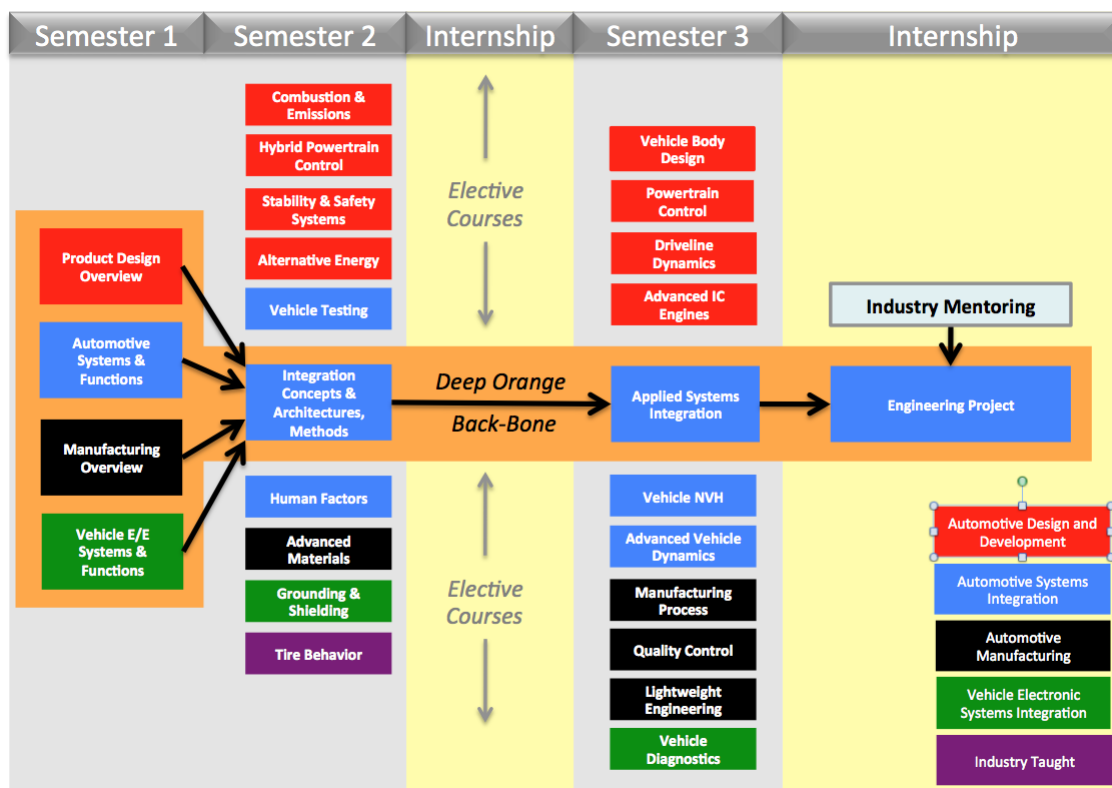 Semester 1
Semester 2
Internship
Semester 3
Internship
Product Design
Overview
Automotive
Systems &
Functions
Manufacturing
Overview
Vehicle E/E
Systems &
Functions
Combustion &
Emissions
Hybrid Powertrain
Control
Stability & Safety
Systems
Alternative Energy
Vehicle Testing
Integration
Concepts &
Architectures,
Methods
Human Factors
Advanced
Materials
Grounding &
Shielding
Tire Behavior
Elective
Courses
Deep Orange
Back-Bone
Elective
Courses
Vehicle Body
Design
Powertrain
Control
Driveline
Dynamics
Advanced IC
Engines
Applied Systems
Integration
Vehicle NVH
Advanced Vehicle
Dynamics
Manufacturing
Process
Quality Control
Lightweight
Engineering
Vehicle
Diagnostics
Industry Mentoring
Engineering Project
Automotive Design and
Development
Automotive Systems
Integration
Automotive
Manufacturing
Vehicle Electronic
Systems Integration
Industry Taught